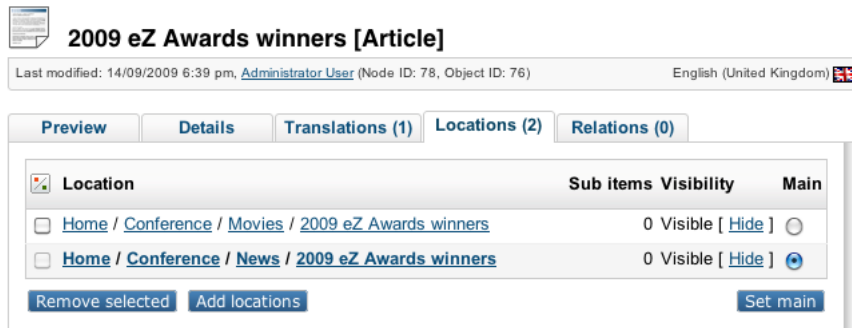 2009 eZ Awards winners [Article]
Last modified: 14/09/2009 6:39 pm, Administrator User (Node ID: 78, Object ID: 76) English (United Kingdom)
Preview Details Translations (1) Locations (2) Relations (0)
Location Sub items Visibility Main
Home / Conference / Movies / 2009 eZ Awards winners 0 Visible [ Hide ]
Home / Conference / News / 2009 eZ Awards winners 0 Visible [ Hide ]
Remove selected Add locations Set main